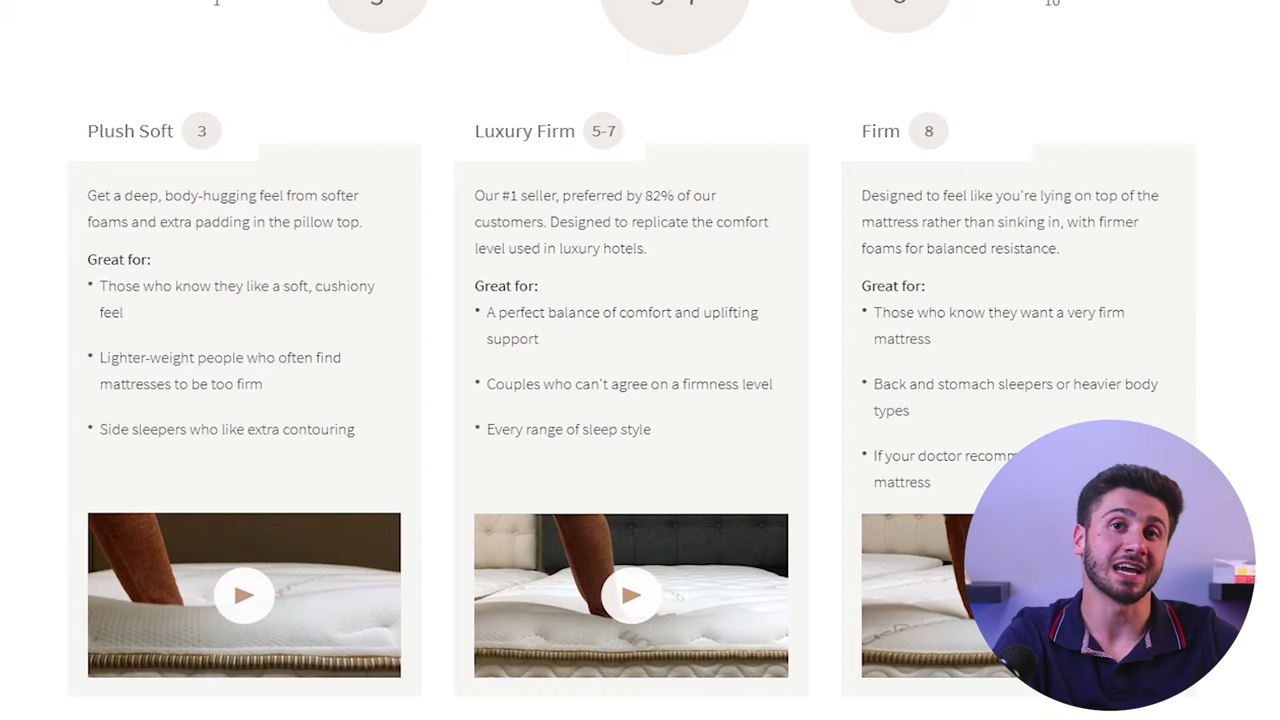 1
10
Plush Soft 3
Luxury Firm 5-7
Firm 8
Get a deep, body-hugging feel from softer
foams and extra padding in the pillow top.
Great for:
• Those who know they like a soft, cushiony
feel
• Lighter-weight people who often find
mattresses to be too firm
• Side sleepers who like extra contouring
Our #1 seller, preferred by 82% of our
customers. Designed to replicate the comfort
level used in luxury hotels.
Great for:
• A perfect balance of comfort and uplifting
support
• Couples who can't agree on a firmness level
• Every range of sleep style
Designed to feel like you're lying on top of the
mattress rather than sinking in, with firmer
foams for balanced resistance.
Great for:
• Those who know they want a very firm
mattress
• Back and stomach sleepers or heavier body
types
• If your doctor recomm
mattress